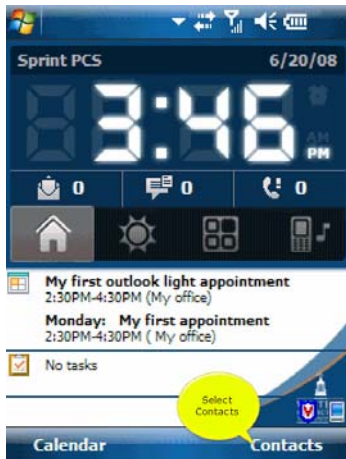 Sprint PCS 6/20/08
3:46
AM
PM
0 0 0
My first outlook light appointment
2:30PM-4:30PM (My office)
Monday: My first appointment
2:30PM-4:30PM ( My office)
No tasks
Select
Contacts
Calendar Contacts